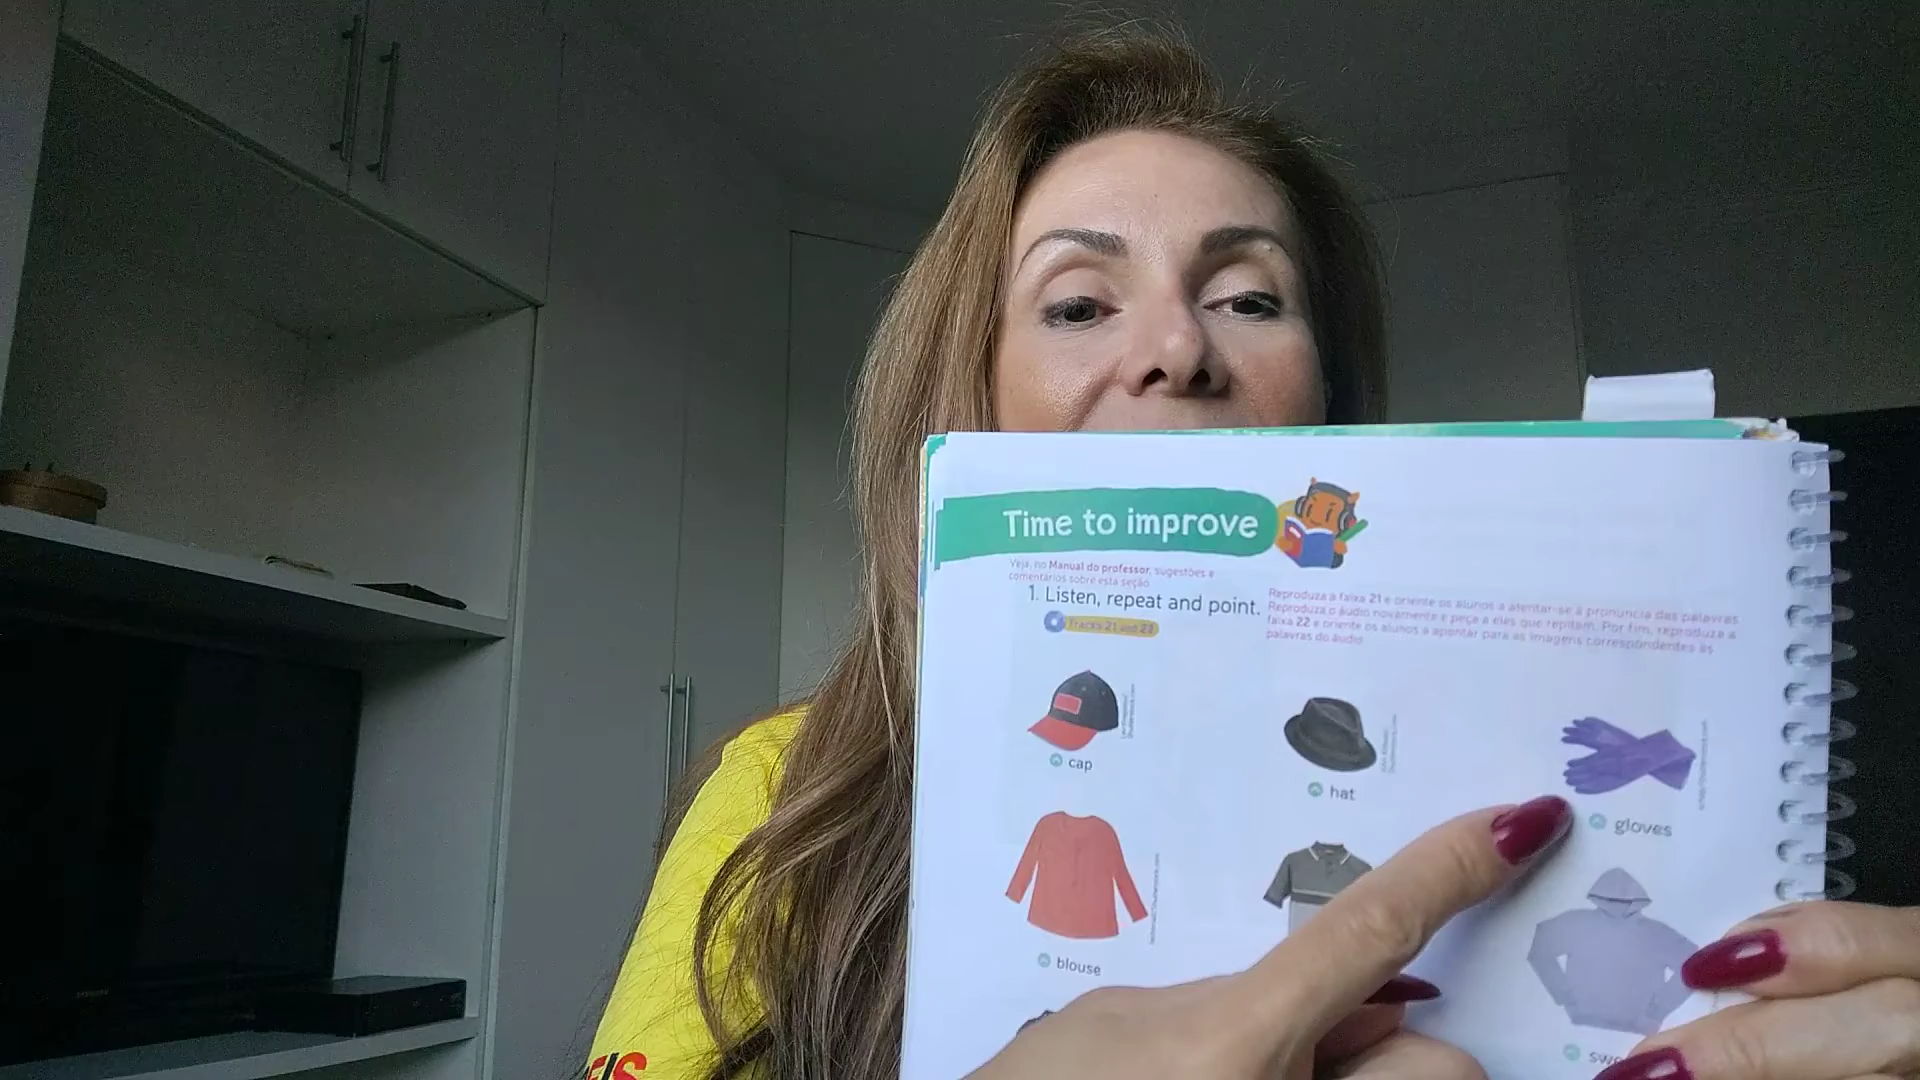 Time to improve
Veja, no Manual do professor, sugestões e
comentários sobre esta seção
1. Listen, repeat and point.
Tracks 21 and 22
Reproduza a faixa 21 e oriente os alunos a atentar-se à pronúncia das palavras.
Reproduza o áudio novamente e peça a eles que repitam. Por fim, reproduza a
faixa 22 e oriente os alunos a apontar para as imagens correspondentes às
palavras do áudio.
cap
hat
gloves
blouse